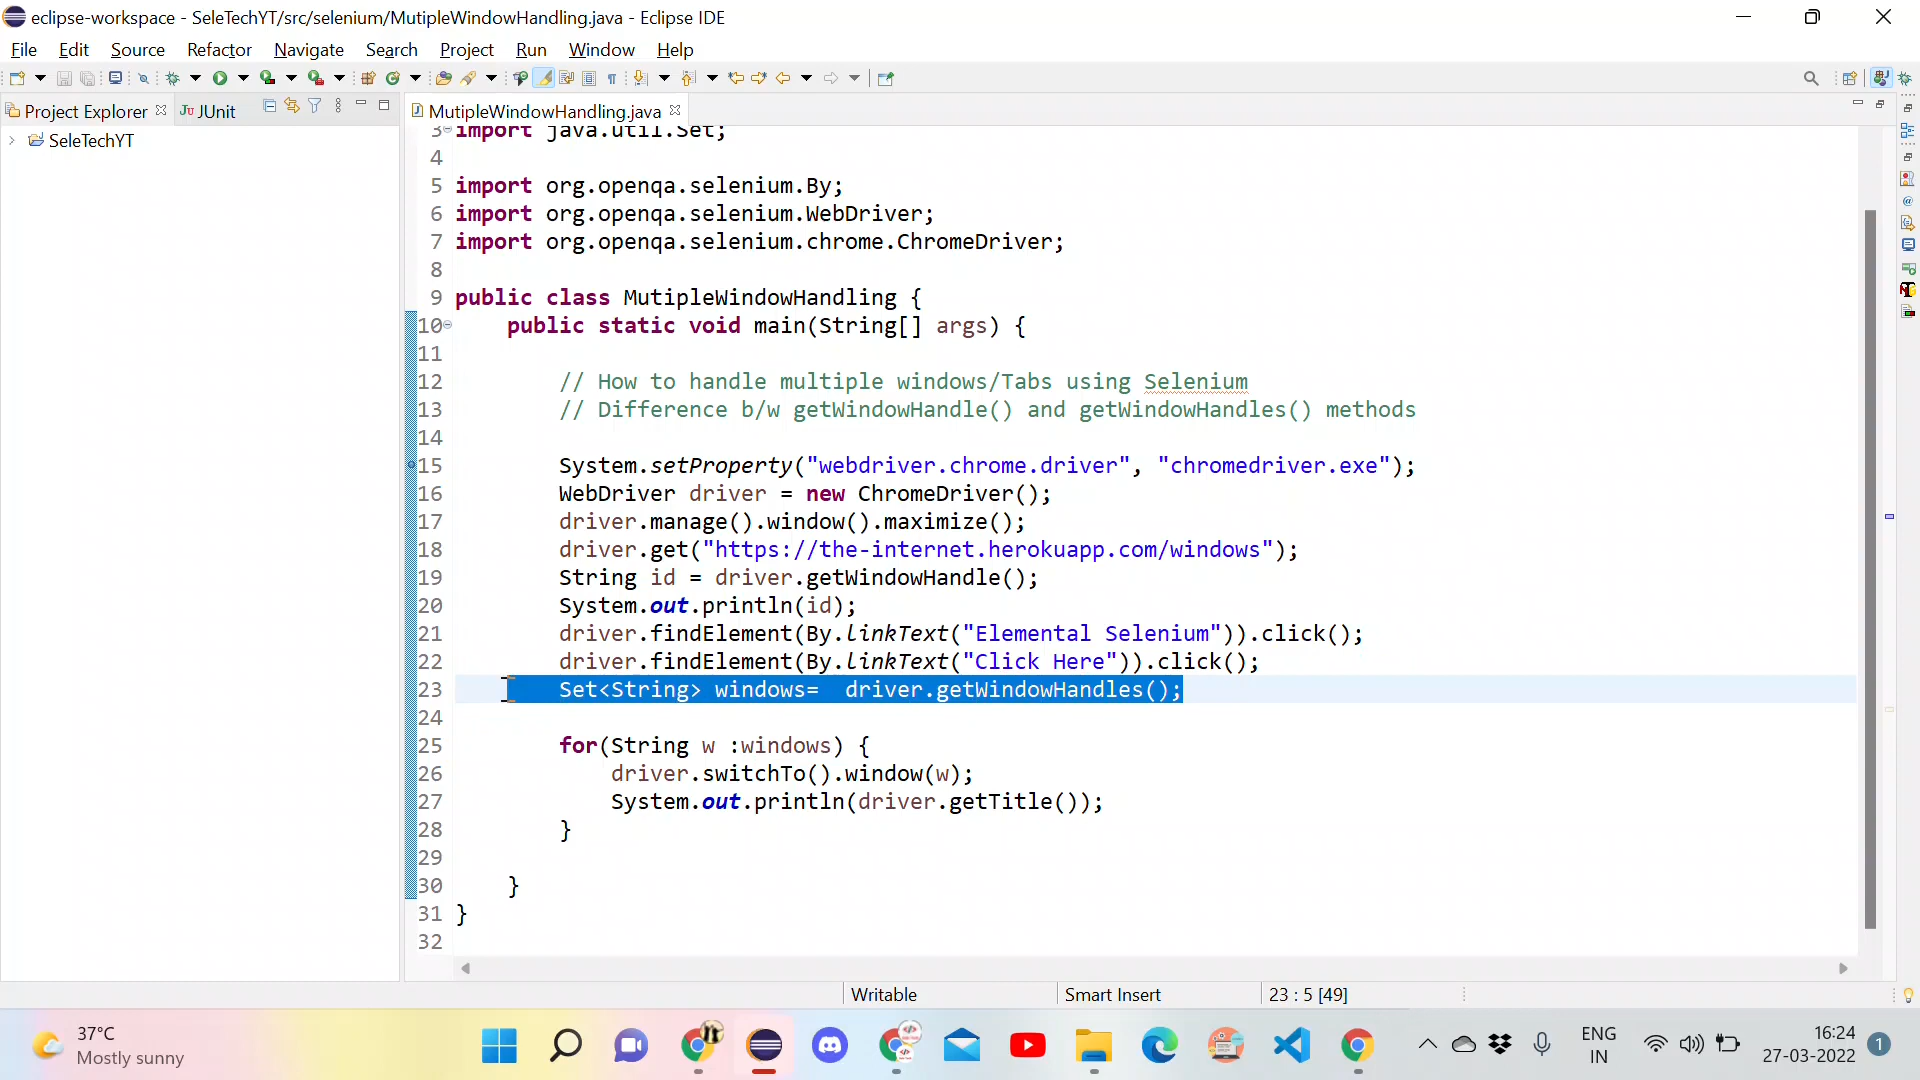 eclipse-workspace - SeleTechYT/src/selenium/MutipleWindowHandling.java - Eclipse IDE
File Edit Source Refactor Navigate Search Project Run Window Help
Project Explorer JUnit MutipleWindowHandling.java
SeleTechYT
3 import java.util.Set;
4
5 import org.openqa.selenium.By;
6 import org.openqa.selenium.WebDriver;
7 import org.openqa.selenium.chrome.ChromeDriver;
8
9 public class MutipleWindowHandling {
10 public static void main(String[] args) {
11
12 // How to handle multiple windows/Tabs using Selenium
13 // Difference b/w getWindowHandle() and getWindowHandles() methods
14
15 System.setProperty("webdriver.chrome.driver", "chromedriver.exe");
16 WebDriver driver = new ChromeDriver();
17 driver.manage().window().maximize();
18 driver.get("https://the-internet.herokuapp.com/windows");
19 String id = driver.getWindowHandle();
20 System.out.println(id);
21 driver.findElement(By.linkText("Elemental Selenium")).click();
22 driver.findElement(By.linkText("Click Here")).click();
23 Set<String> windows=  driver.getWindowHandles();
24
25 for(String w :windows) {
26 driver.switchTo().window(w);
27 System.out.println(driver.getTitle());
28 }
29
30 }
31 }
32
Writable Smart Insert 23 : 5 [49]
37°C
Mostly sunny
ENG
IN
16:24
27-03-2022
1